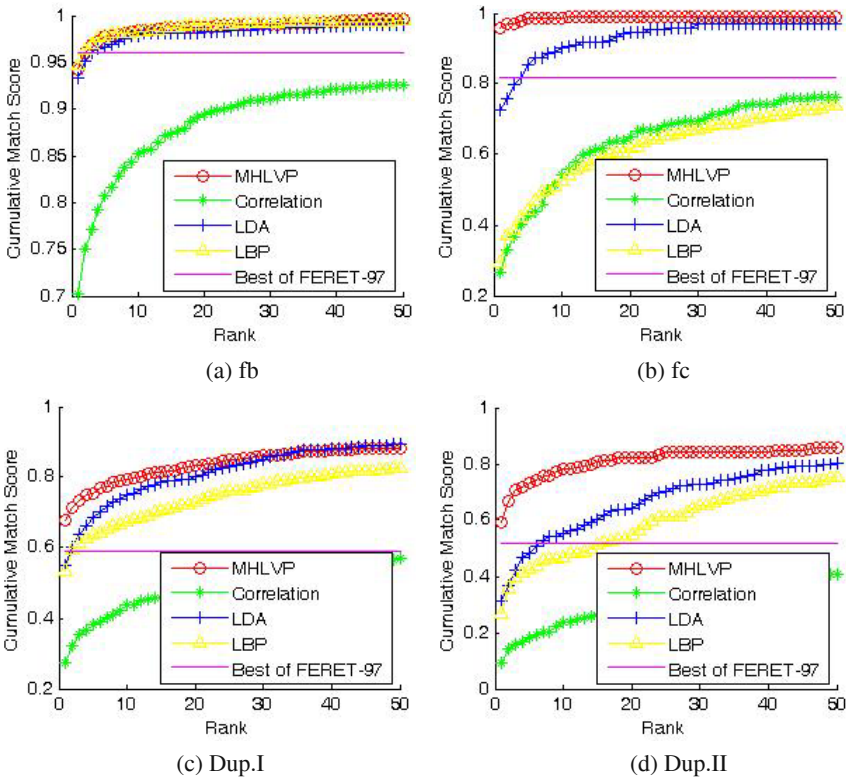 1
0.95
0.9
0.85
0.8
0.75
0.7
Cumulative Match Score
0 10 20 30 40 50
Rank
MHLVP
Correlation
LDA
LBP
Best of FERET-97
(a) fb
1
0.8
0.6
0.4
0.2
Cumulative Match Score
0 10 20 30 40 50
Rank
MHLVP
Correlation
LDA
LBP
Best of FERET-97
(b) fc
1
0.8
0.6
0.4
0.2
Cumulative Match Score
0 10 20 30 40 50
Rank
MHLVP
Correlation
LDA
LBP
Best of FERET-97
(c) Dup.I
1
0.8
0.6
0.4
0.2
0
Cumulative Match Score
0 10 20 30 40 50
Rank
MHLVP
Correlation
LDA
LBP
Best of FERET-97
(d) Dup.II